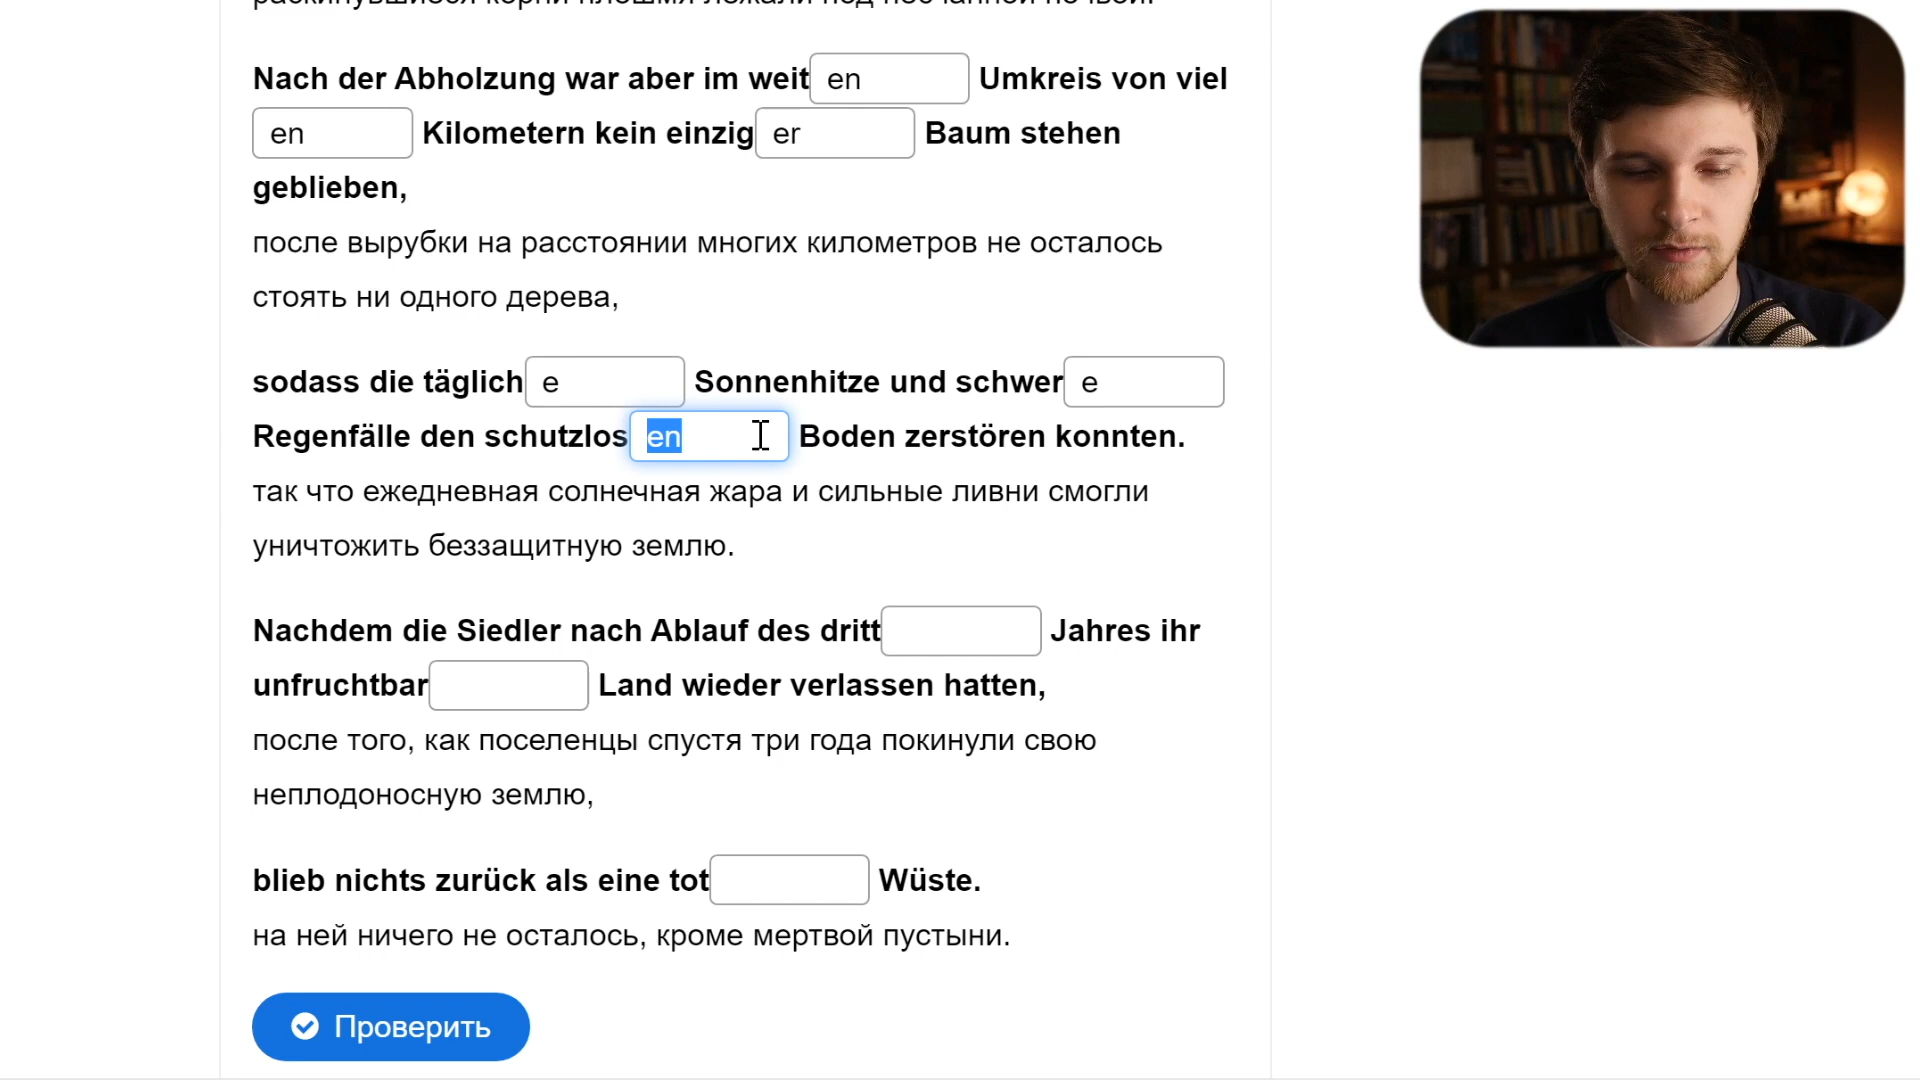 Nach der Abholzung war aber im weit en Umkreis von viel
en Kilometern kein einzig er Baum stehen
geblieben,
после вырубки на расстоянии многих километров не осталось
стоять ни одного дерева,
sodass die täglich e Sonnenhitze und schwer e
Regenfälle den schutzlos en Boden zerstören konnten.
так что ежедневная солнечная жара и сильные ливни смогли
уничтожить беззащитную землю.
Nachdem die Siedler nach Ablauf des dritt Jahres ihr
unfruchtbar Land wieder verlassen hatten,
после того, как поселенцы спустя три года покинули свою
неплодоносную землю,
blieb nichts zurück als eine tot Wüste.
на ней ничего не осталось, кроме мертвой пустыни.
Проверить